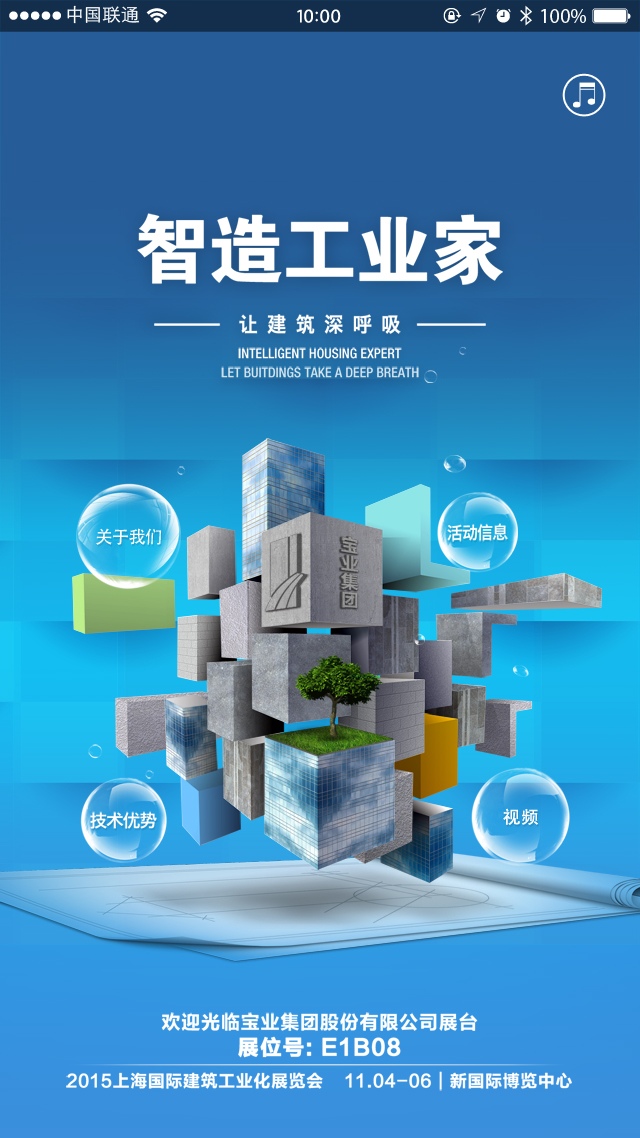 中国联通
10:00
100%
智造工业家
让建筑深呼吸
INTELLIGENT HOUSING EXPERT
LET BUITDINGS TAKE A DEEP BREATH
关于我们
活动信息
宝业集团
技术优势
视频
欢迎光临宝业集团股份有限公司展台
展位号: E1B08
2015上海国际建筑工业化展览会 11.04-06 | 新国际博览中心